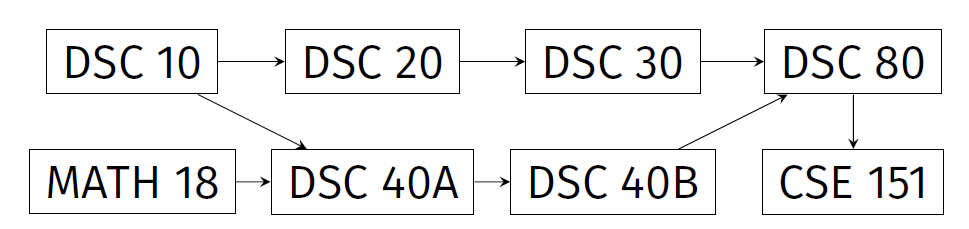 DSC 10 DSC 20 DSC 30 DSC 80
MATH 18 DSC 40A DSC 40B CSE 151